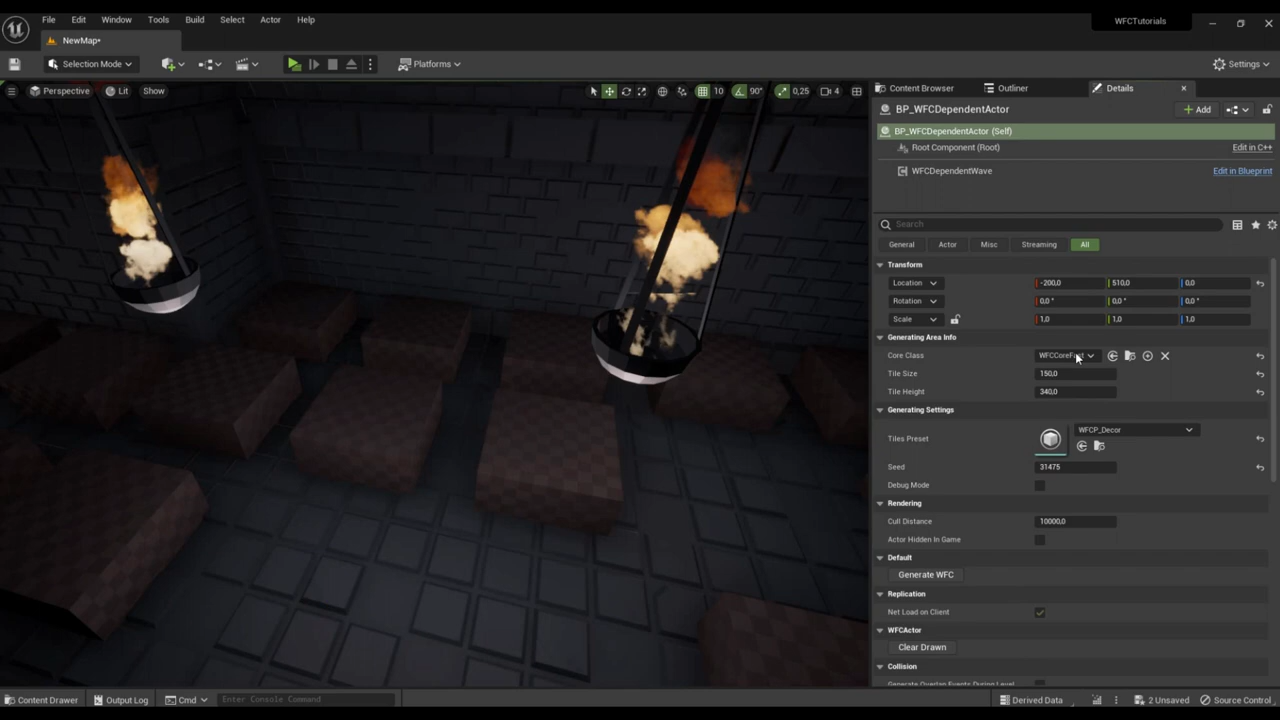 File Edit Window Tools Build Select Actor Help
WFCTutorials
NewMap*
Selection Mode
Platforms
Settings
Perspective Lit Show
10 90° 0,25 4
Content Browser Outliner Details
BP_WFCDependentActor
Add
BP_WFCDependentActor (Self)
Root Component (Root) Edit in C++
WFCDependentWave Edit in Blueprint
Search
General Actor Misc Streaming All
Transform
Location -200,0 510,0 0,0
Rotation 0,0 ° 0,0 ° 0,0 °
Scale 1,0 1,0 1,0
Generating Area Info
Core Class
Tile Size 150,0
Tile Height 340,0
Generating Settings
WFCP_Decor
Tiles Preset
Seed 31475
Debug Mode
Rendering
Cull Distance 10000,0
Actor Hidden In Game
Default
Generate WFC
Replication
Net Load on Client
WFCActor
Clear Drawn
Collision
Generate Overlap Events During Level
Content Drawer Output Log Cmd Enter Console Command Derived Data 2 Unsaved Source Control